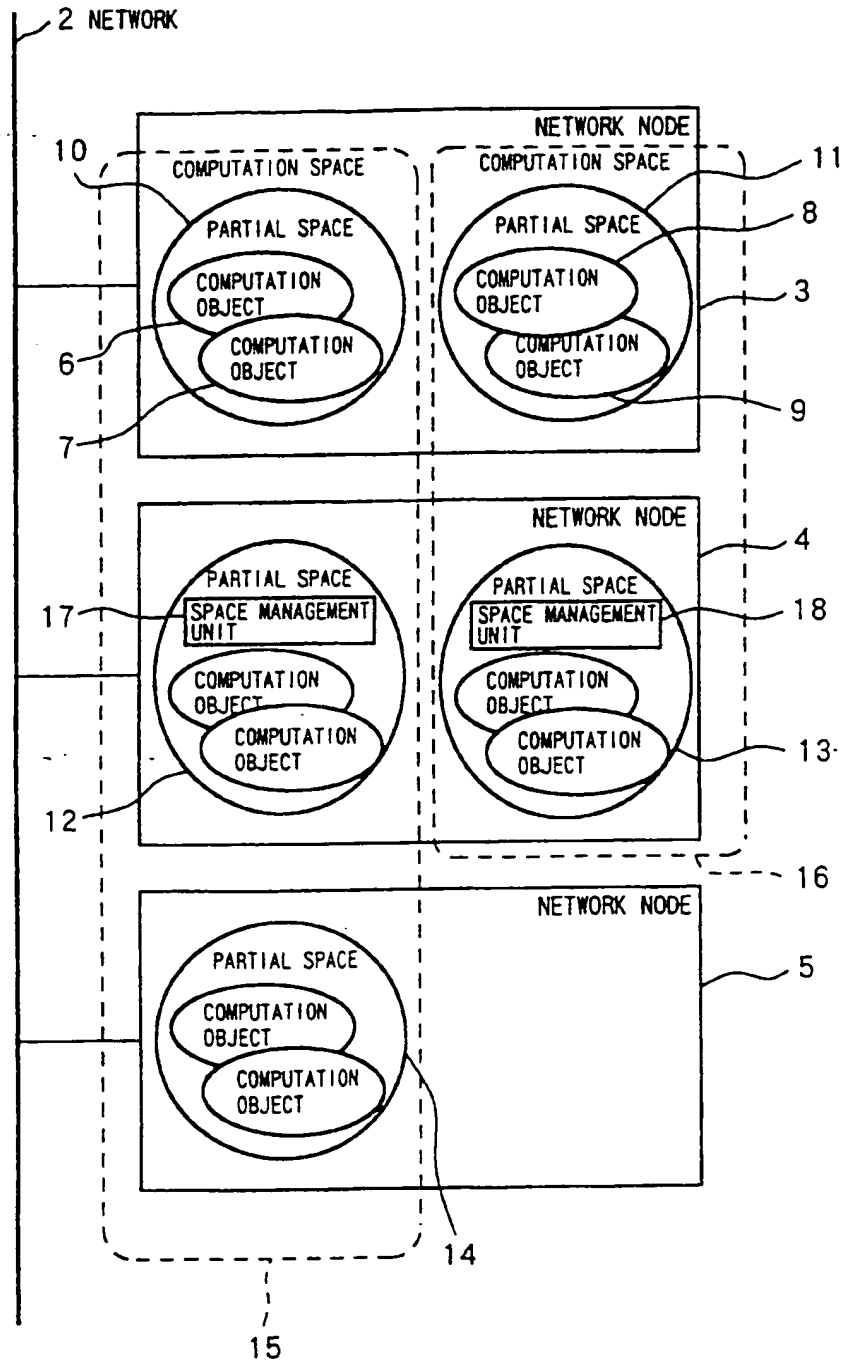 2 NETWORK
NETWORK NODE
10
COMPUTATION SPACE
COMPUTATION SPACE
11
PARTIAL SPACE
PARTIAL SPACE
8
COMPUTATION
OBJECT
COMPUTATION
OBJECT
3
6
COMPUTATION
OBJECT
COMPUTATION
OBJECT
7
9
NETWORK NODE
4
PARTIAL SPACE
PARTIAL SPACE
17
SPACE MANAGEMENT
UNIT
SPACE MANAGEMENT
UNIT
18
COMPUTATION
OBJECT
COMPUTATION
OBJECT
COMPUTATION
OBJECT
COMPUTATION
OBJECT
13
12
16
NETWORK NODE
PARTIAL SPACE
5
COMPUTATION
OBJECT
COMPUTATION
OBJECT
14
15